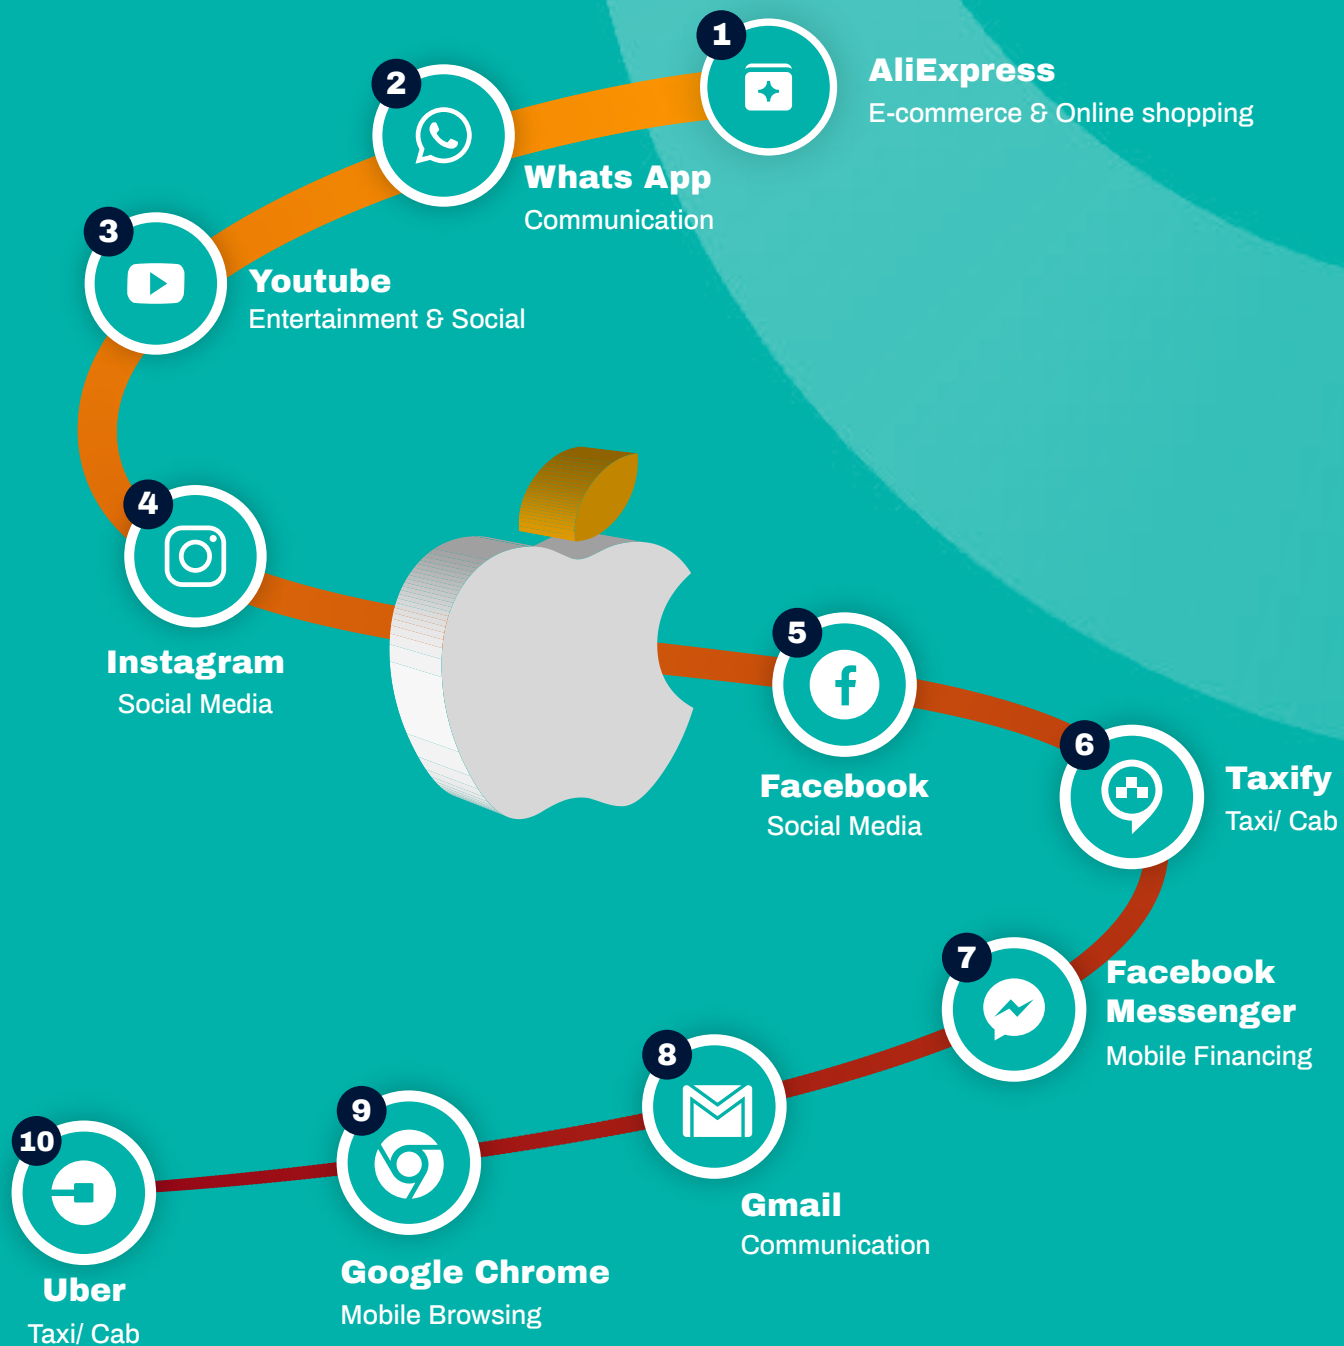 1
AliExpress
E-commerce & Online shopping
2
Whats App
Communication
3
Youtube
Entertainment & Social
4
Instagram
Social Media
5
Facebook
Social Media
6
Taxify
Taxi/ Cab
7
Facebook
Messenger
Mobile Financing
8
Gmail
Communication
9
Google Chrome
Mobile Browsing
10
Uber
Taxi/ Cab